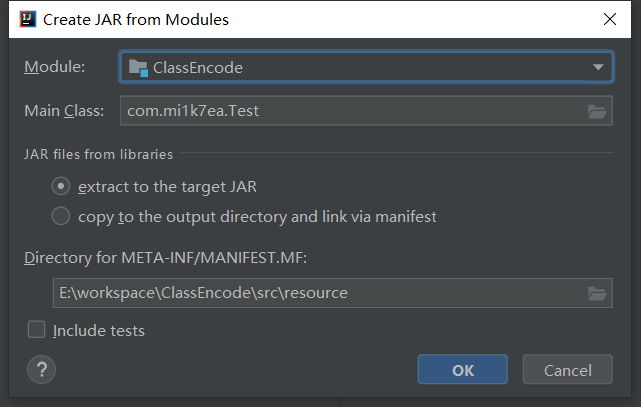 Create JAR from Modules
Module: ClassEncode
Main Class: com.mi1k7ea.Test
JAR files from libraries
extract to the target JAR
copy to the output directory and link via manifest
Directory for META-INF/MANIFEST.MF:
E:\workspace\ClassEncode\src\resource
Include tests
? OK Cancel